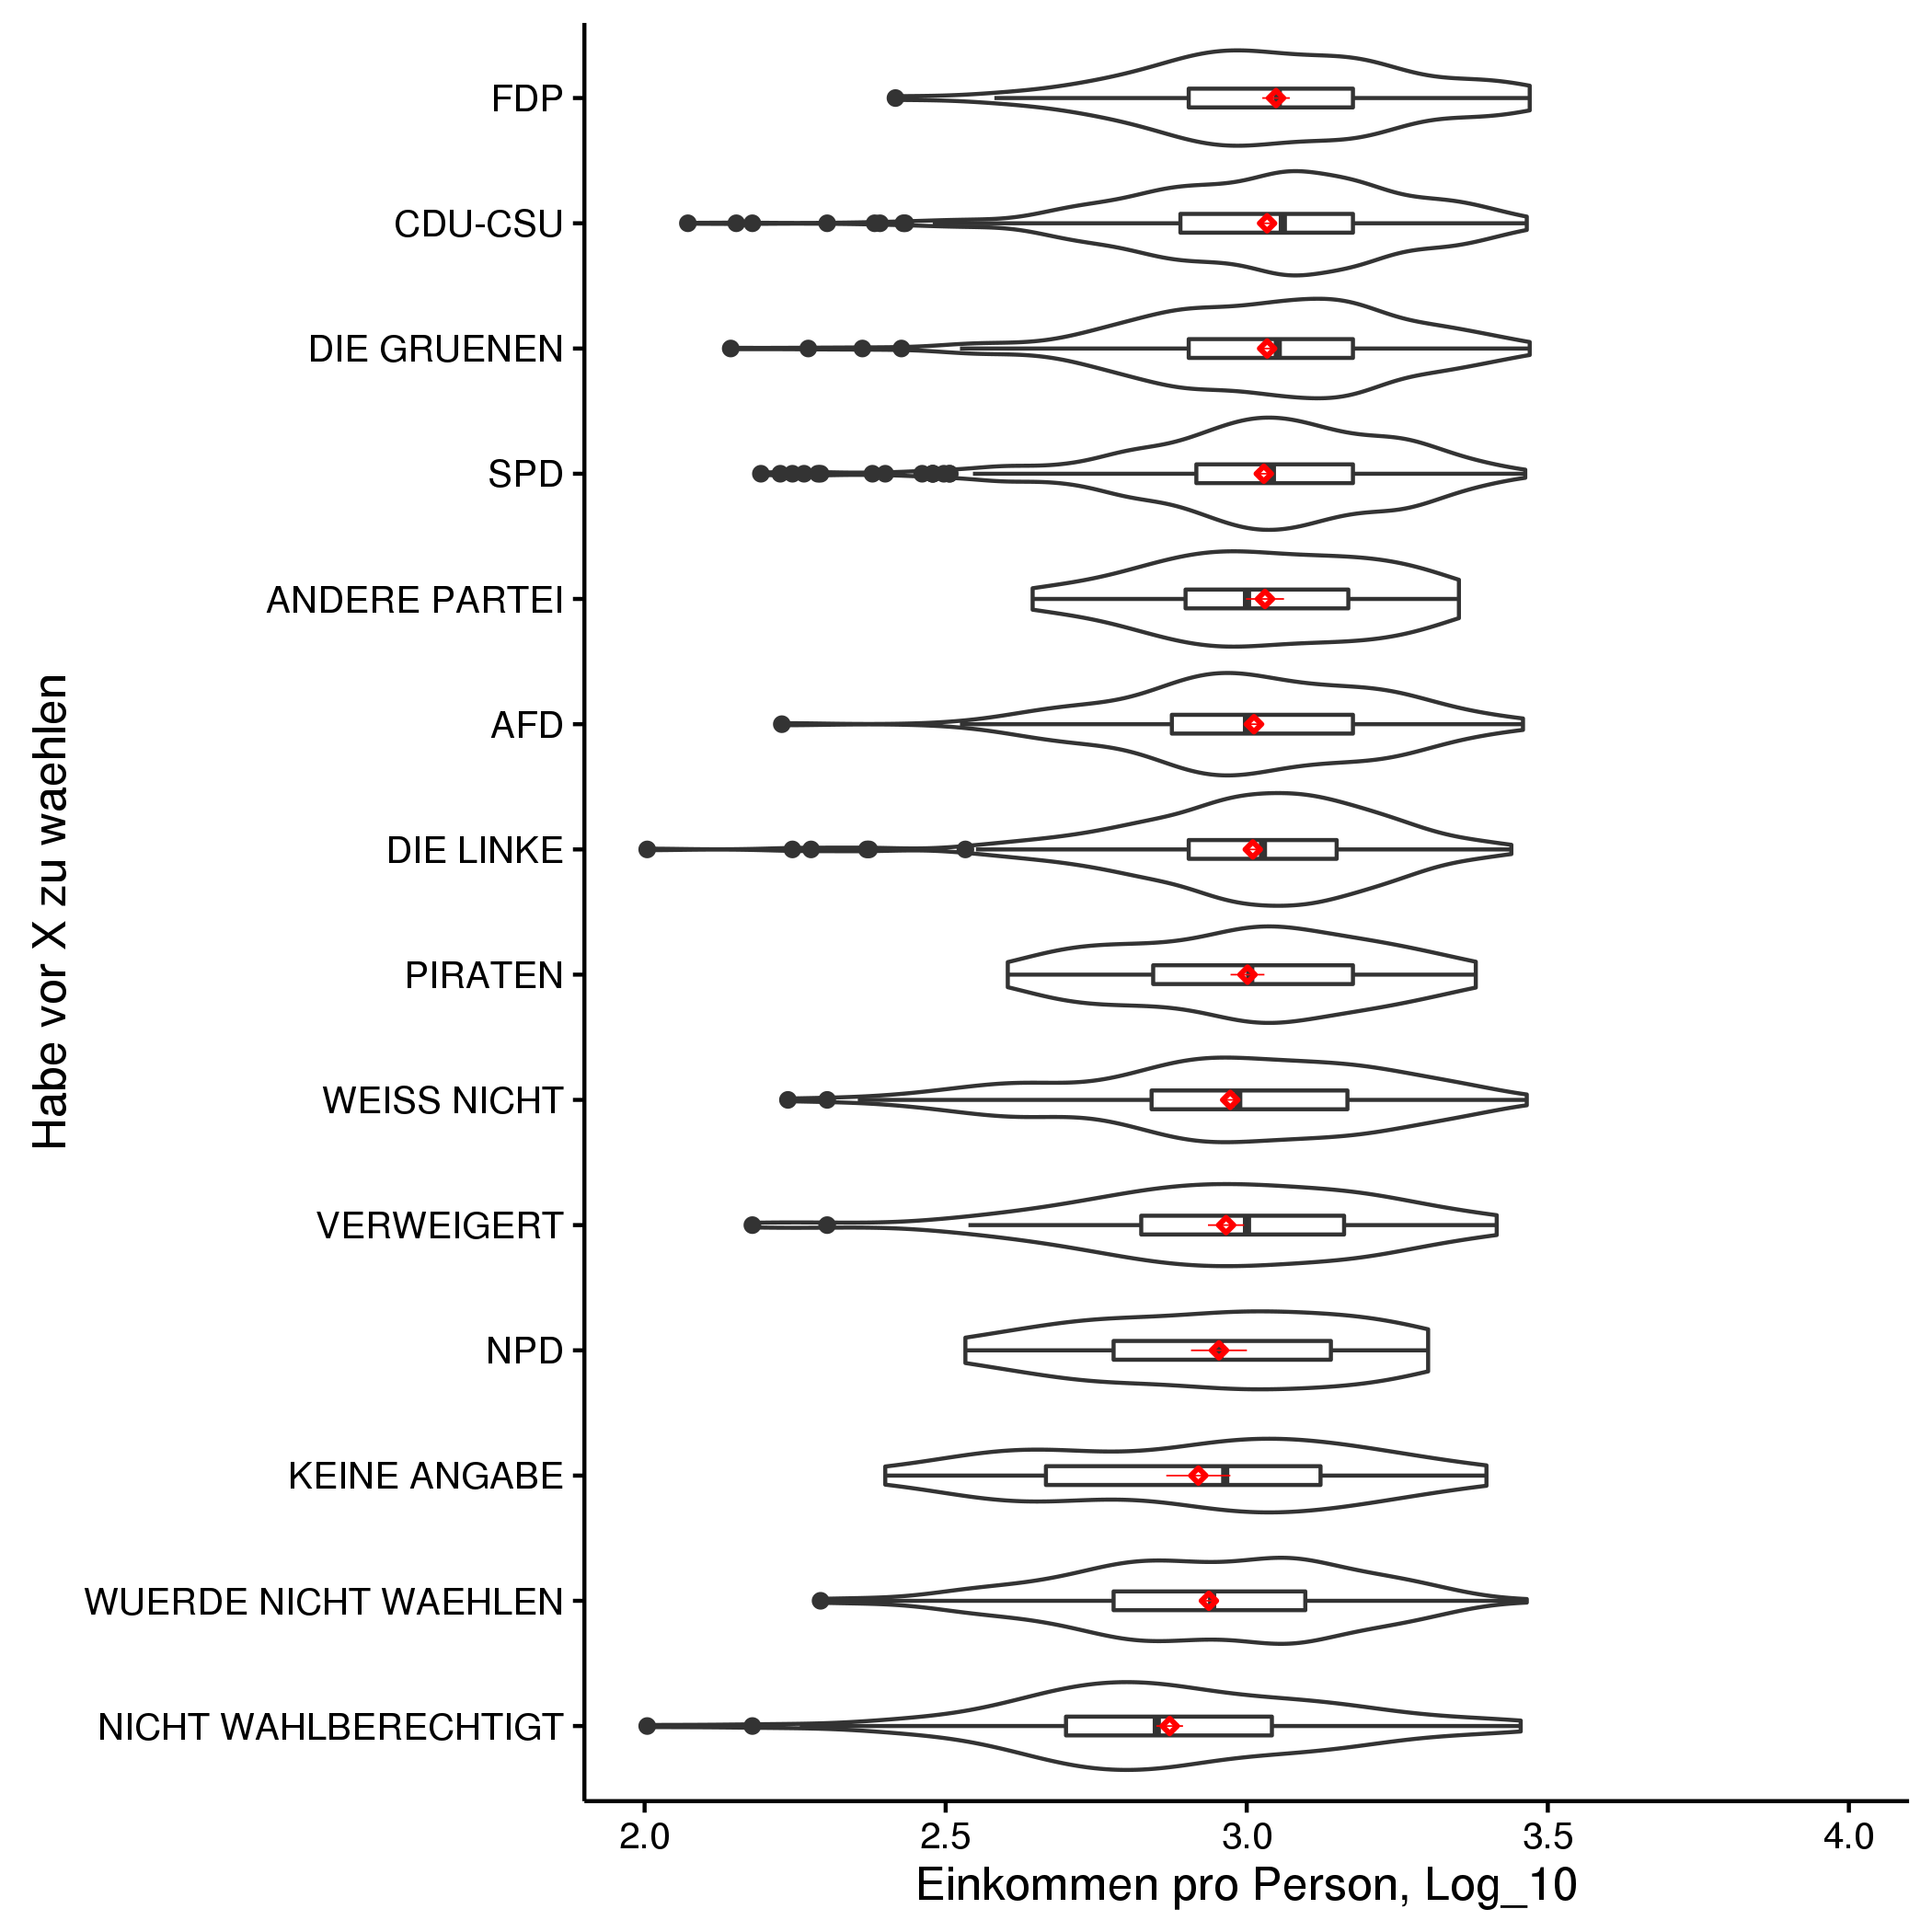 Habe vor X zu waehlen
FDP
CDU-CSU
DIE GRUENEN
SPD
ANDERE PARTEI
AFD
DIE LINKE
PIRATEN
WEISS NICHT
VERWEIGERT
NPD
KEINE ANGABE
WUERDE NICHT WAEHLEN
NICHT WAHLBERECHTIGT
2.0 2.5 3.0 3.5 4.0
Einkommen pro Person, Log_10